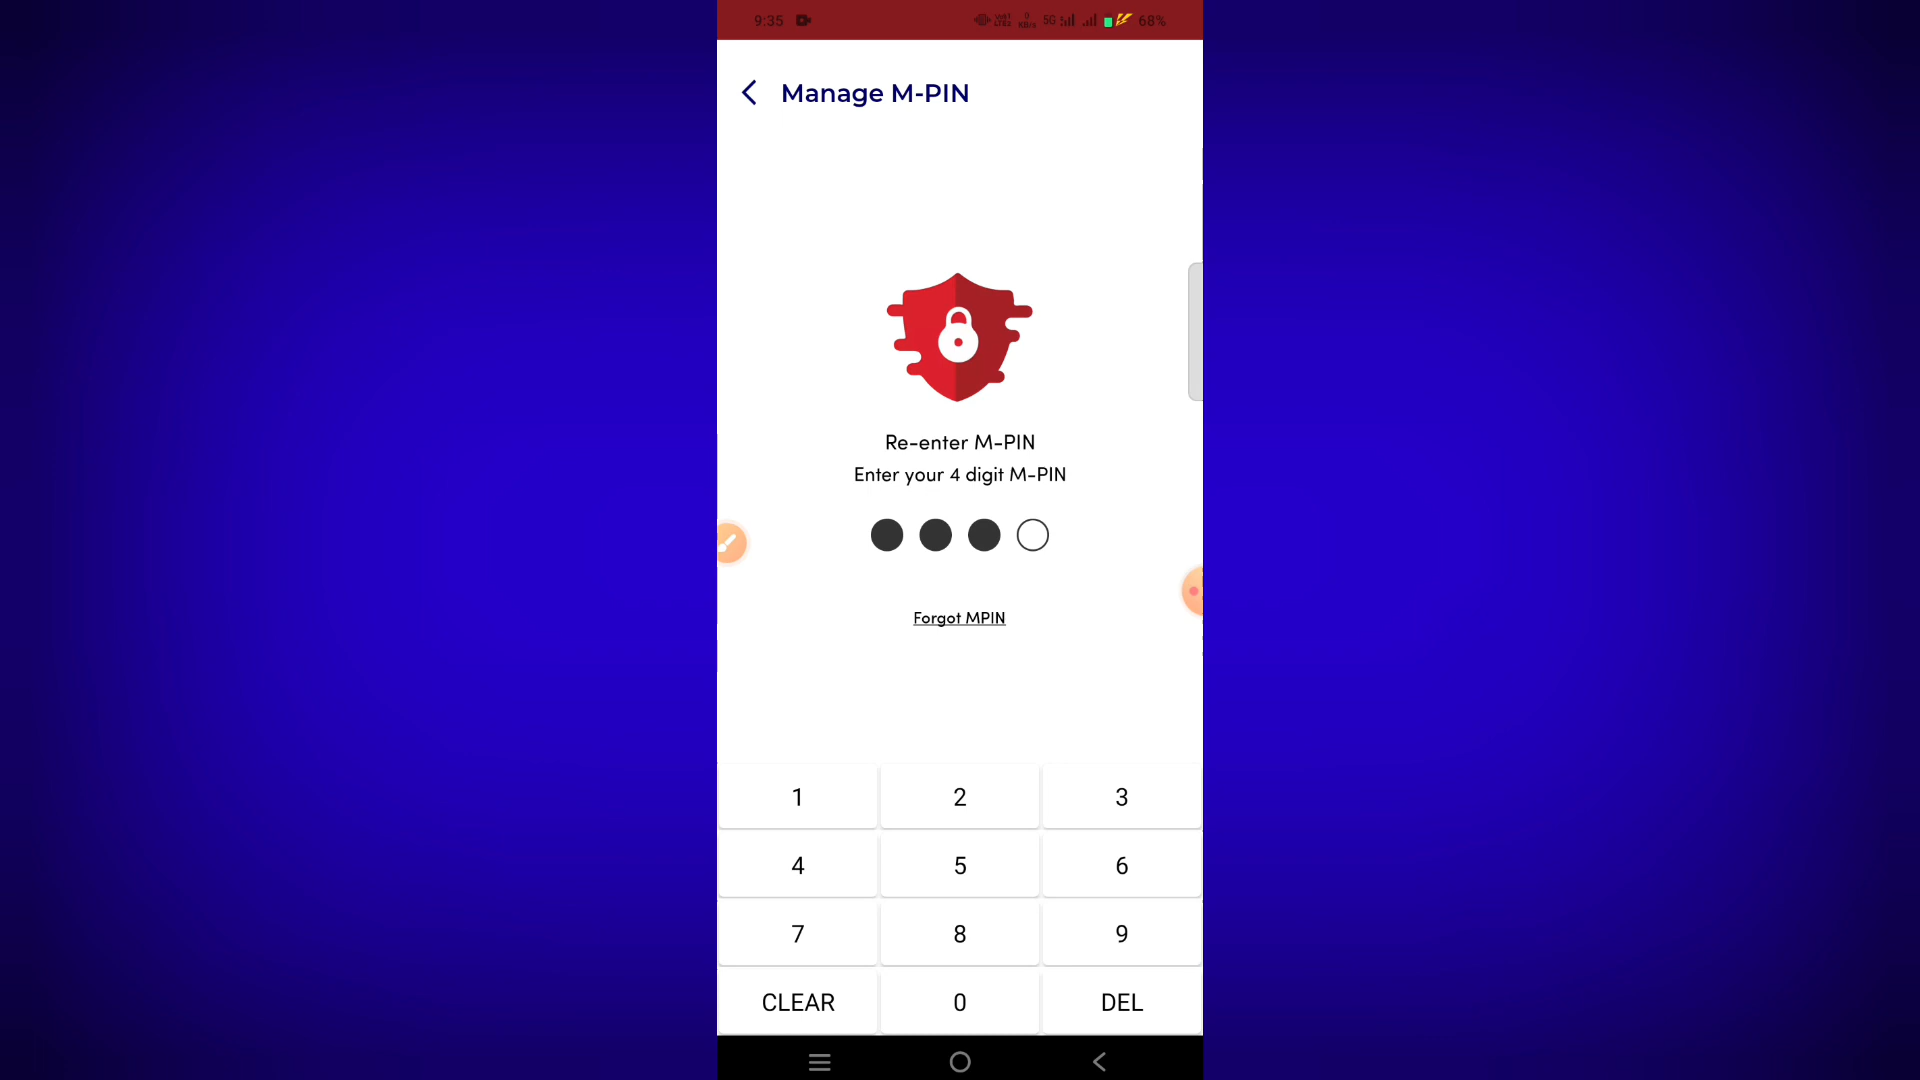 9:35 5G 68%
Manage M-PIN
Re-enter M-PIN
Enter your 4 digit M-PIN
Forgot MPIN
1 2 3
4 5 6
7 8 9
CLEAR 0 DEL